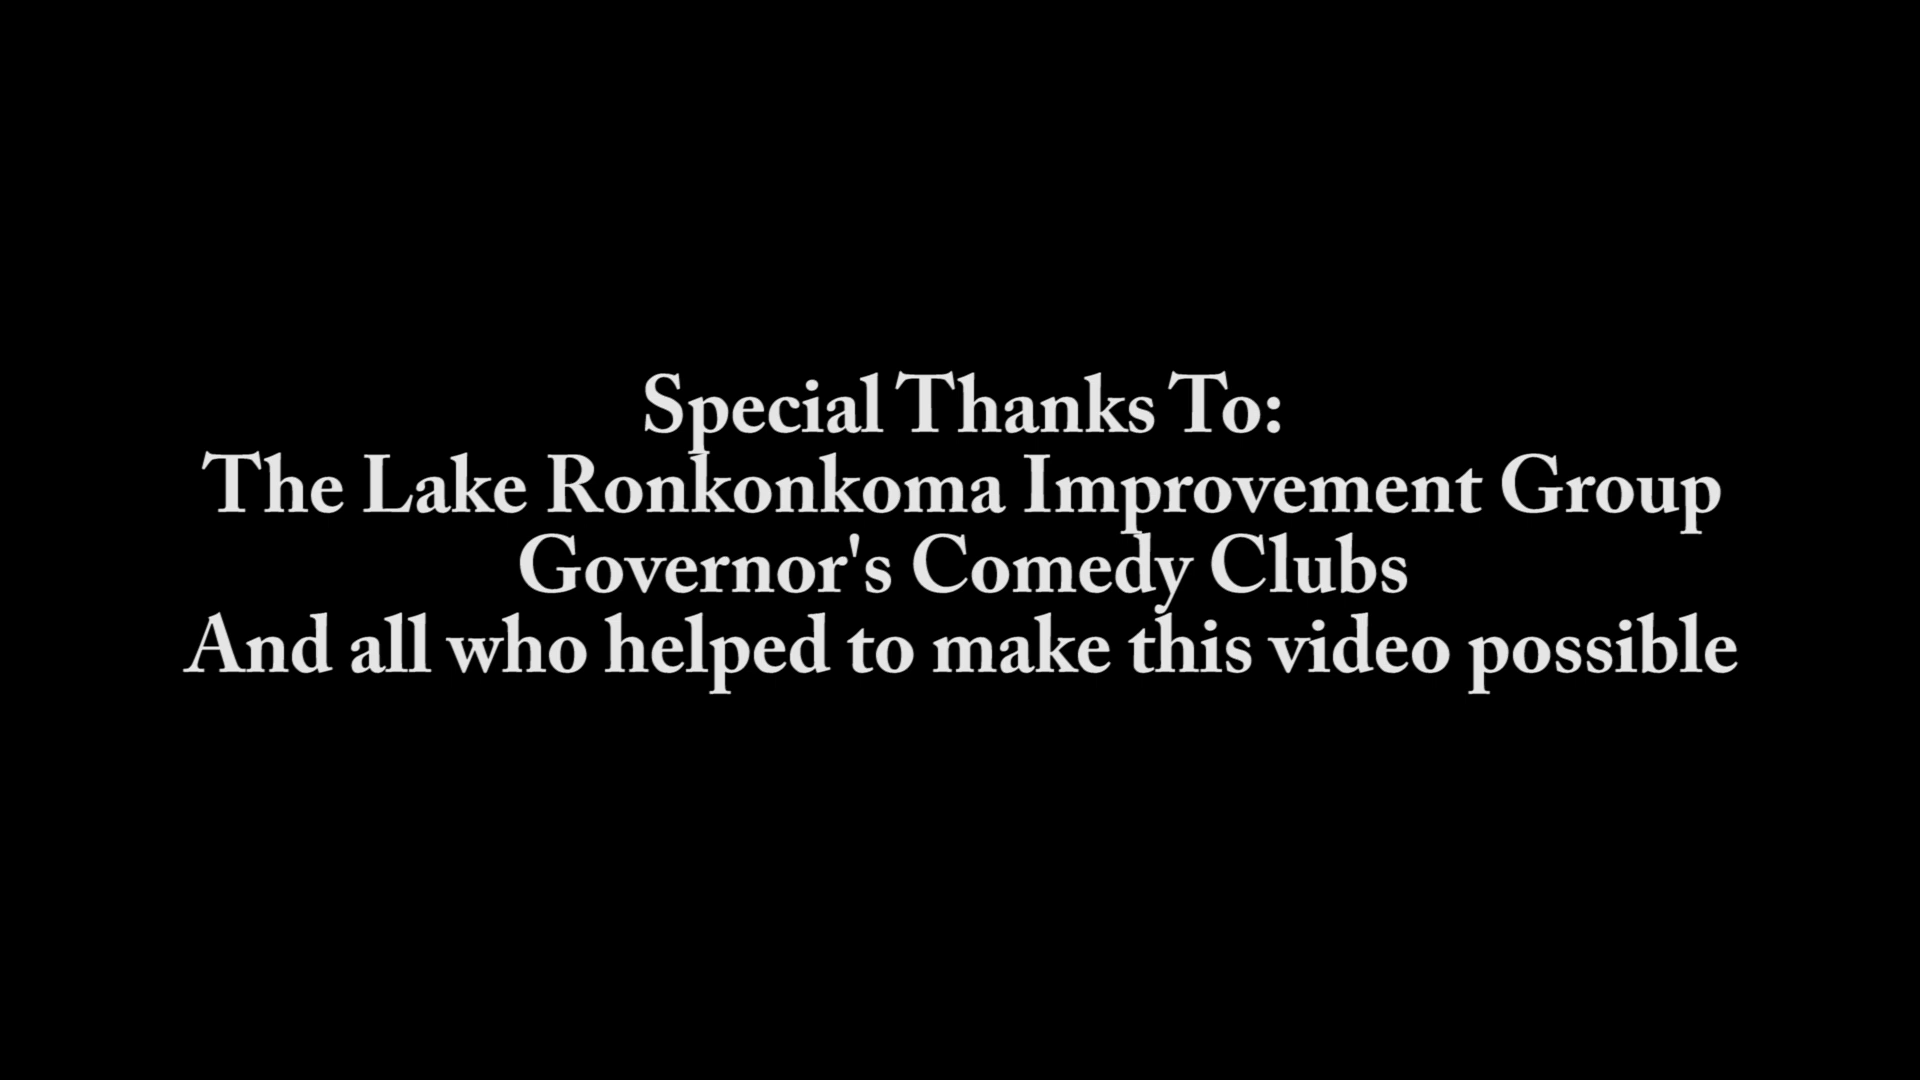 Special Thanks To:
The Lake Ronkonkoma Improvement Group
Governor's Comedy Clubs
And all who helped to make this video possible